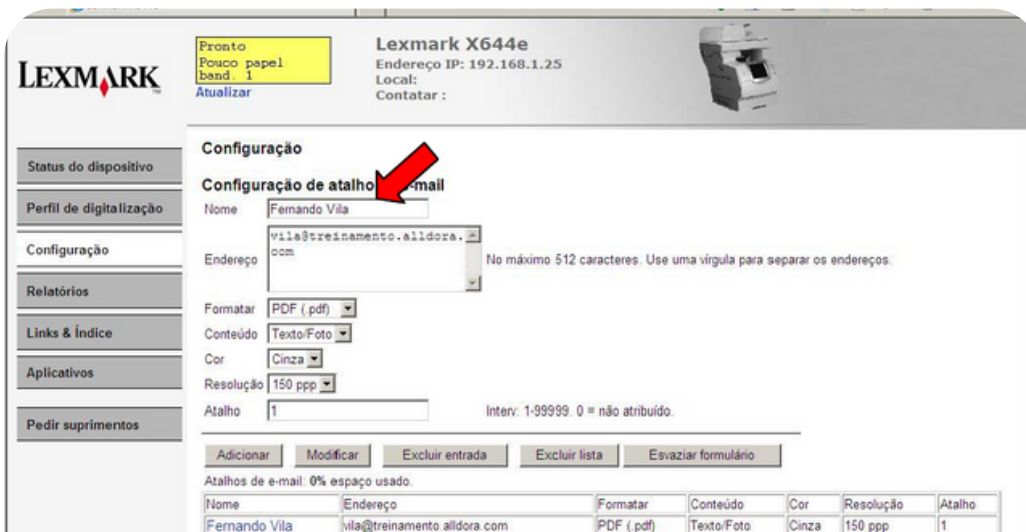 LEXMARK
Pronto
Pouco papel
band. 1
Atualizar
Lexmark X644e
Endereço IP: 192.168.1.25
Local:
Contatar :
Status do dispositivo
Perfil de digitalização
Configuração
Relatórios
Links & Índice
Aplicativos
Pedir suprimentos
Configuração
Configuração de atalho -mail
Nome Fernando Vila
Endereço vila@treinamento.alldora.
com
No máximo 512 caracteres. Use uma vírgula para separar os endereços.
Formatar PDF (.pdf)
Conteúdo Texto/Foto
Cor Cinza
Resolução 150 ppp
Atalho 1 Interv: 1-99999. 0 = não atribuído.
Adicionar Modificar Excluir entrada Excluir lista Esvaziar formulário
Atalhos de e-mail: 0% espaço usado.
Nome Endereço Formatar Conteúdo Cor Resolução Atalho
Fernando Vila vila@treinamento.alldora.com PDF (.pdf) Texto/Foto Cinza 150 ppp 1